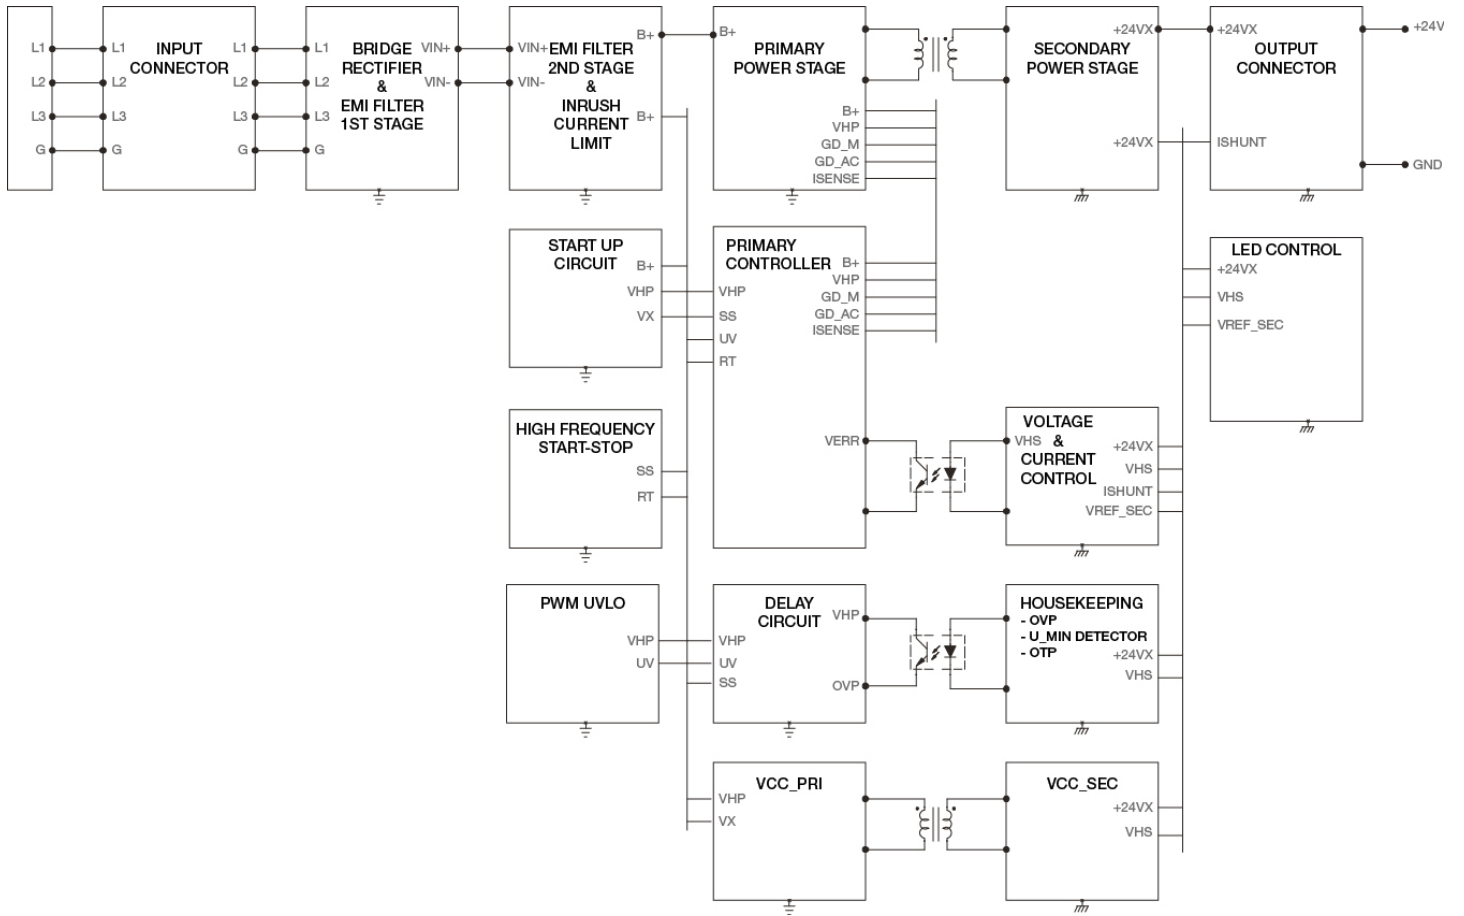 L1
L2
L3
G
INPUT
CONNECTOR
L1
L2
L3
G
L1
L2
L3
G
BRIDGE
RECTIFIER
&
EMI FILTER
1ST STAGE
L1
L2
L3
G
VIN+
VIN-
EMI FILTER
2ND STAGE
&
INRUSH
CURRENT
LIMIT
VIN+
VIN-
B+
B+
PRIMARY
POWER STAGE
B+
B+
VHP
GD_M
GD_AC
ISENSE
SECONDARY
POWER STAGE
+24VX
+24VX
OUTPUT
CONNECTOR
+24VX
ISHUNT
+24V
GND
START UP
CIRCUIT
B+
VHP
VX
PRIMARY
CONTROLLER
VHP
SS
UV
RT
B+
VHP
GD_M
GD_AC
ISENSE
VERR
LED CONTROL
+24VX
VHS
VREF_SEC
HIGH FREQUENCY
START-STOP
SS
RT
VOLTAGE
&
CURRENT
CONTROL
VHS
+24VX
VHS
ISHUNT
VREF_SEC
PWM UVLO
VHP
UV
DELAY
CIRCUIT
VHP
UV
SS
VHP
OVP
HOUSEKEEPING
- OVP
- U_MIN DETECTOR
- OTP
+24VX
VHS
VCC_PRI
VHP
VX
VCC_SEC
+24VX
VHS